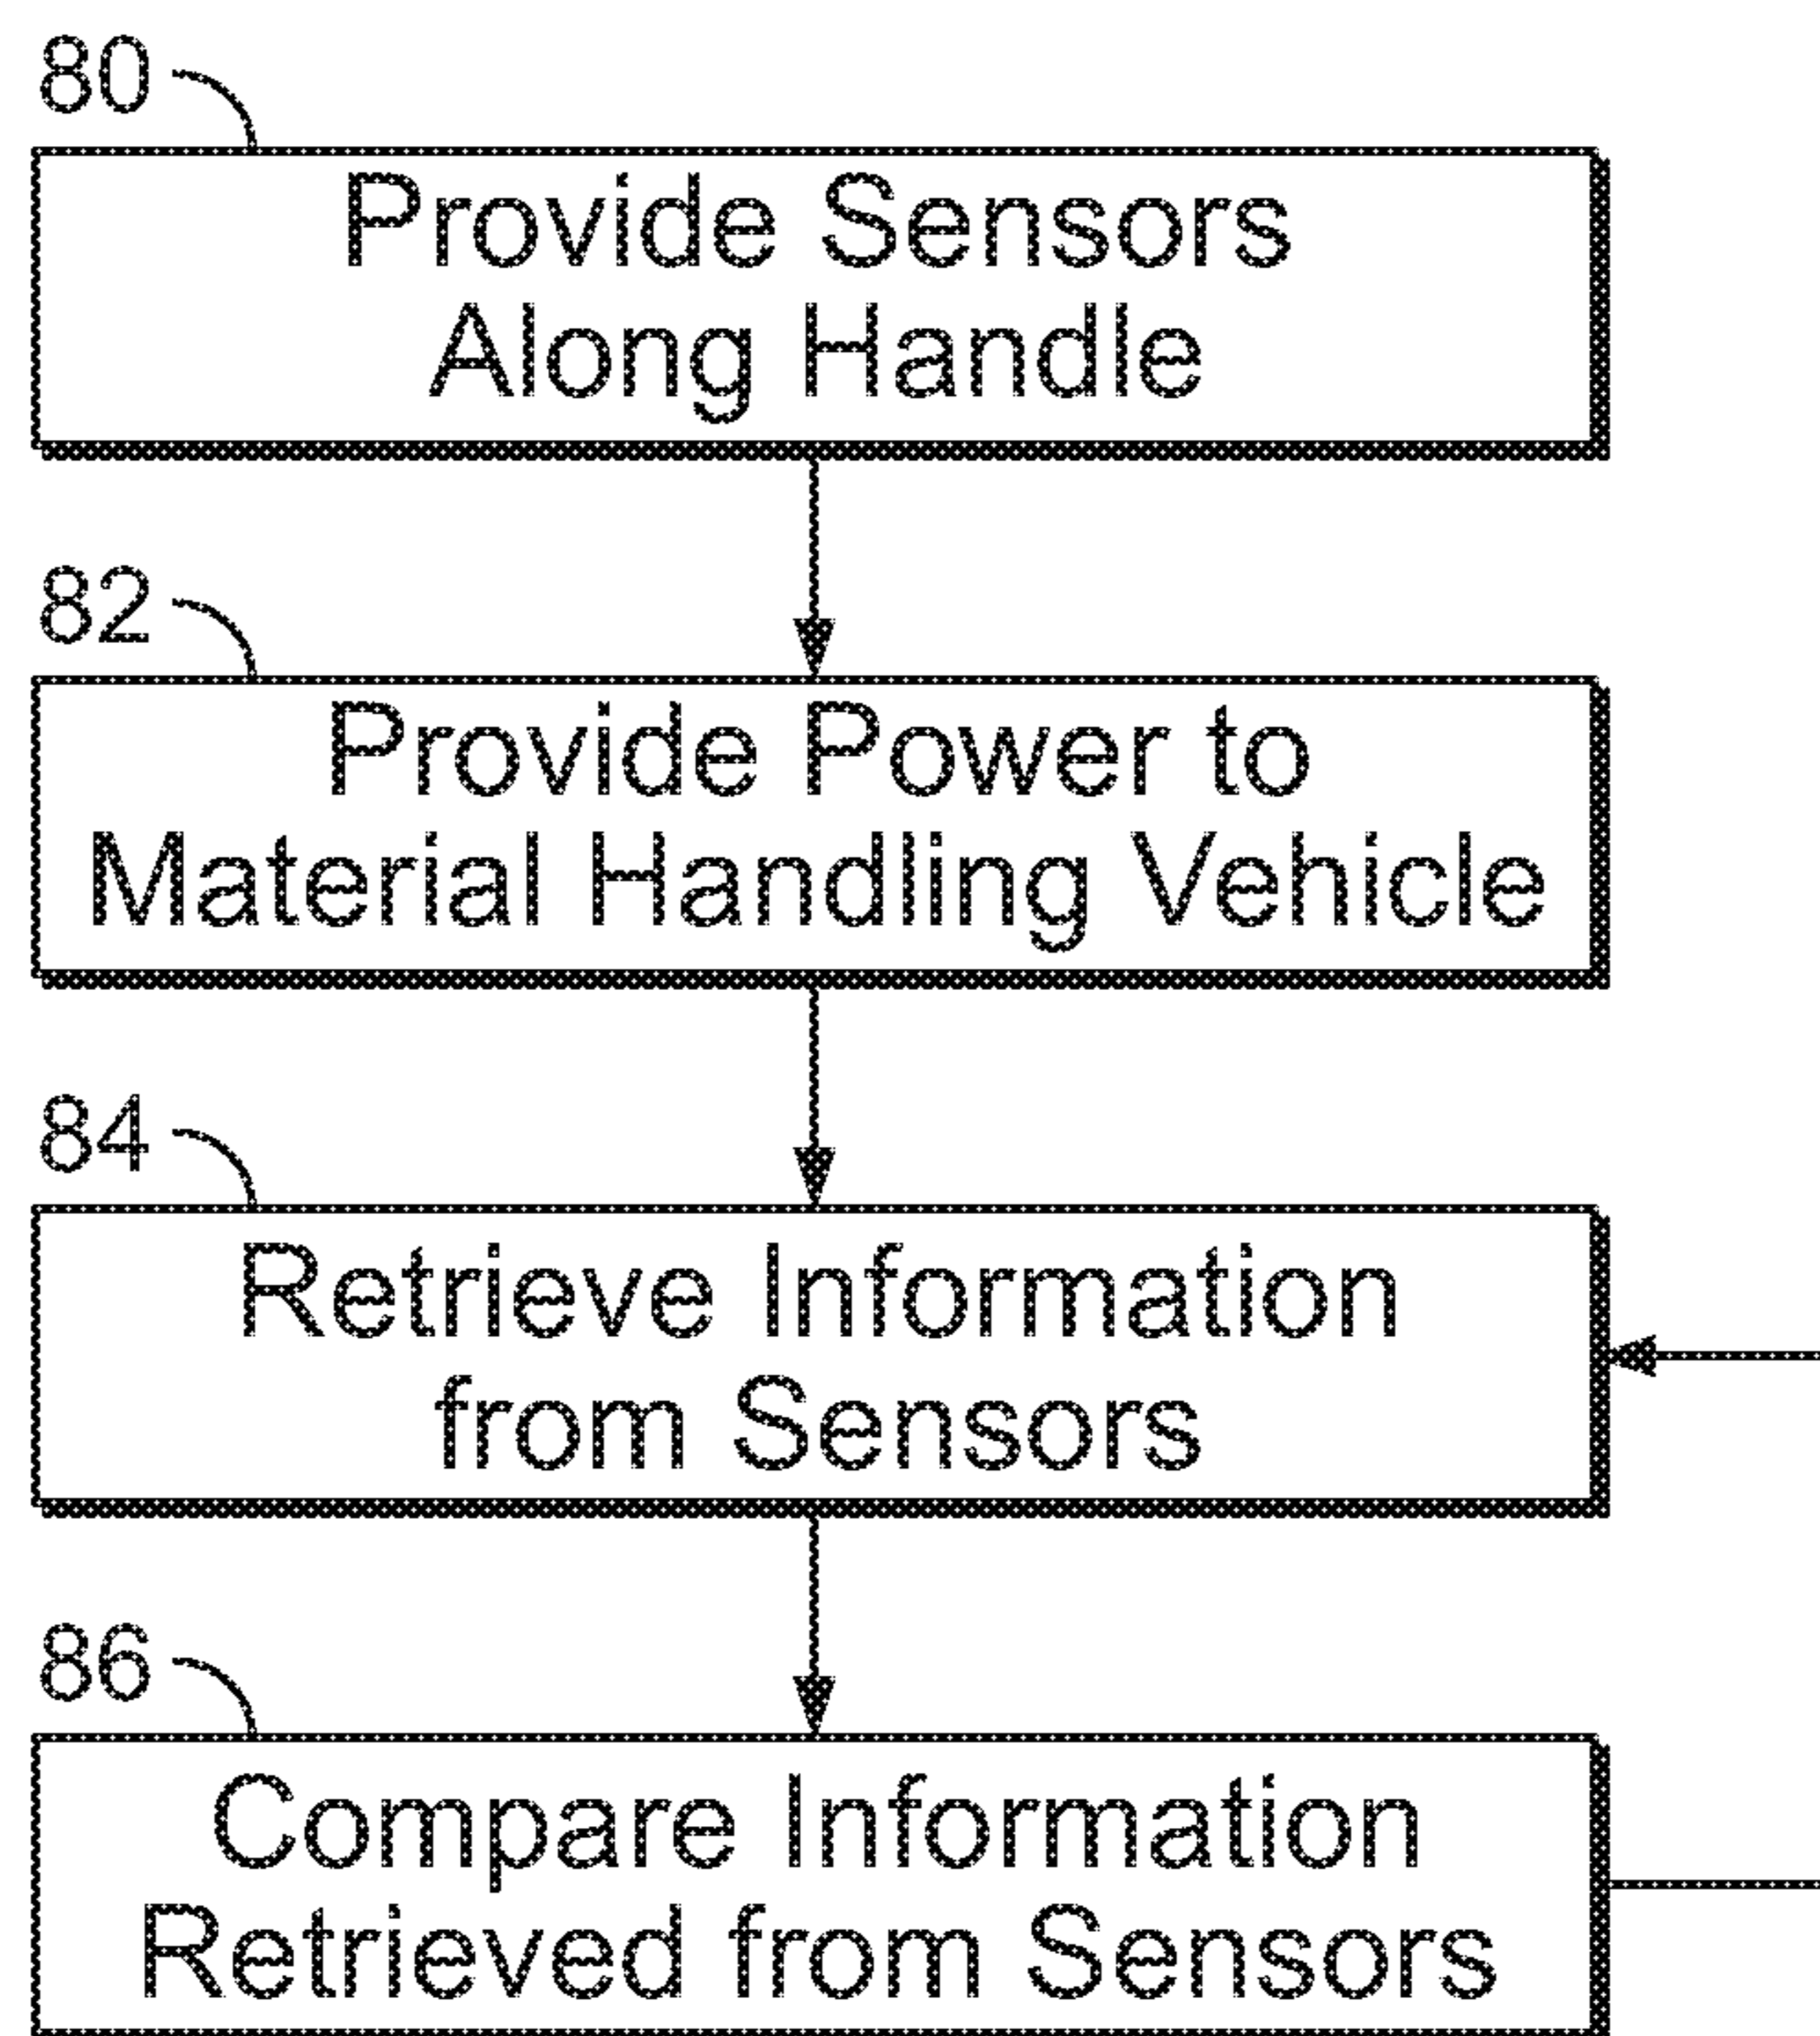 80
Provide Sensors
Along Handle
82
Provide Power to
Material Handling Vehicle
84
Retrieve Information
from Sensors
86
Compare Information
Retrieved from Sensors